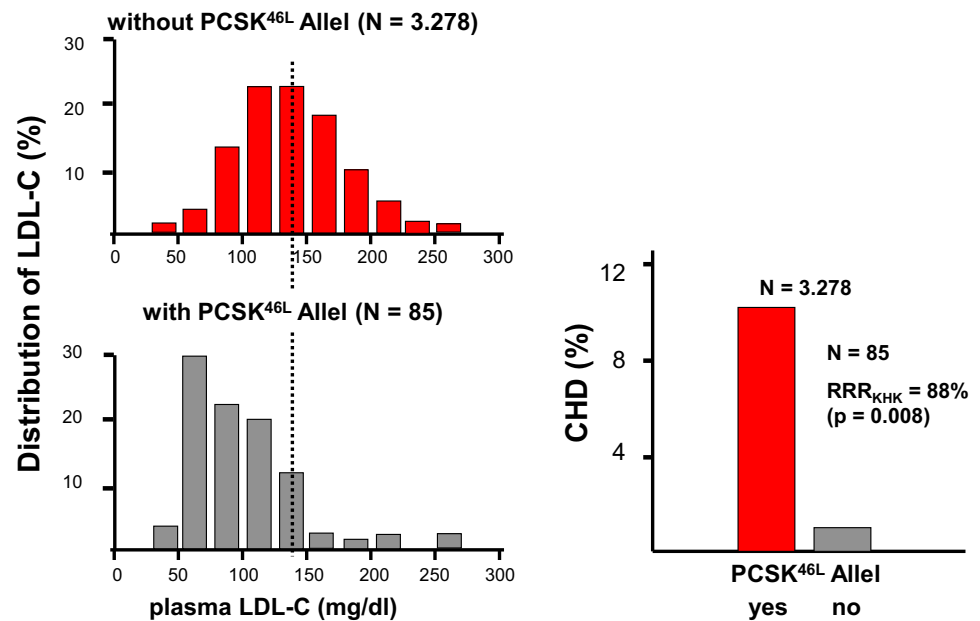 without PCSK⁴⁶ᴸ Allel (N = 3.278)
Distribution of LDL-C (%)
30
20
10
0 50 100 150 200 250 300
with PCSK⁴⁶ᴸ Allel (N = 85)
30
20
10
0 50 100 150 200 250 300
plasma LDL-C (mg/dl)
CHD (%)
12
8
4
N = 3.278
N = 85
RRRKHK = 88%
(p = 0.008)
PCSK⁴⁶ᴸ Allel
yes no